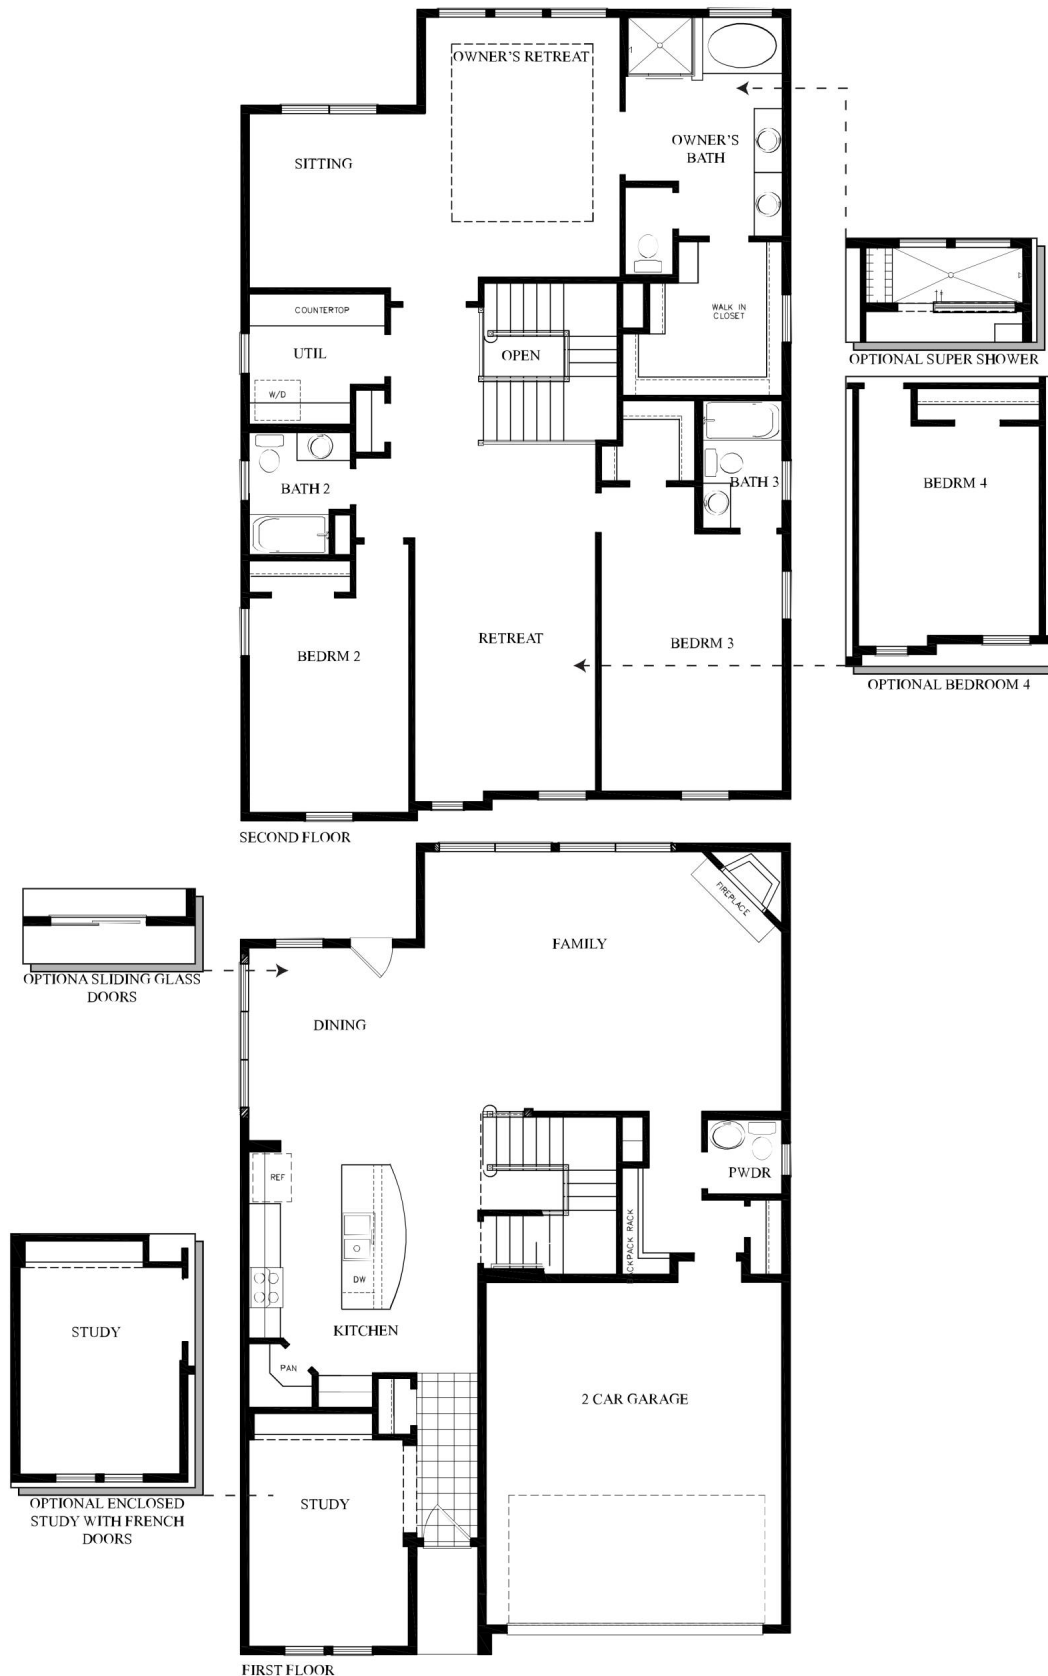 OWNER'S RETREAT
SITTING
OWNER'S
BATH
COUNTERTOP
UTIL
W/D
OPEN
WALK IN
CLOSET
OPTIONAL SUPER SHOWER
BATH 2
BATH 3
BEDRM 4
BEDRM 2
RETREAT
BEDRM 3
OPTIONAL BEDROOM 4
SECOND FLOOR
FIREPLACE
FAMILY
OPTIONA SLIDING GLASS
DOORS
DINING
REF
PWDR
BACKPACK RACK
DW
KITCHEN
STUDY
PAN
2 CAR GARAGE
OPTIONAL ENCLOSED
STUDY WITH FRENCH
DOORS
STUDY
FIRST FLOOR